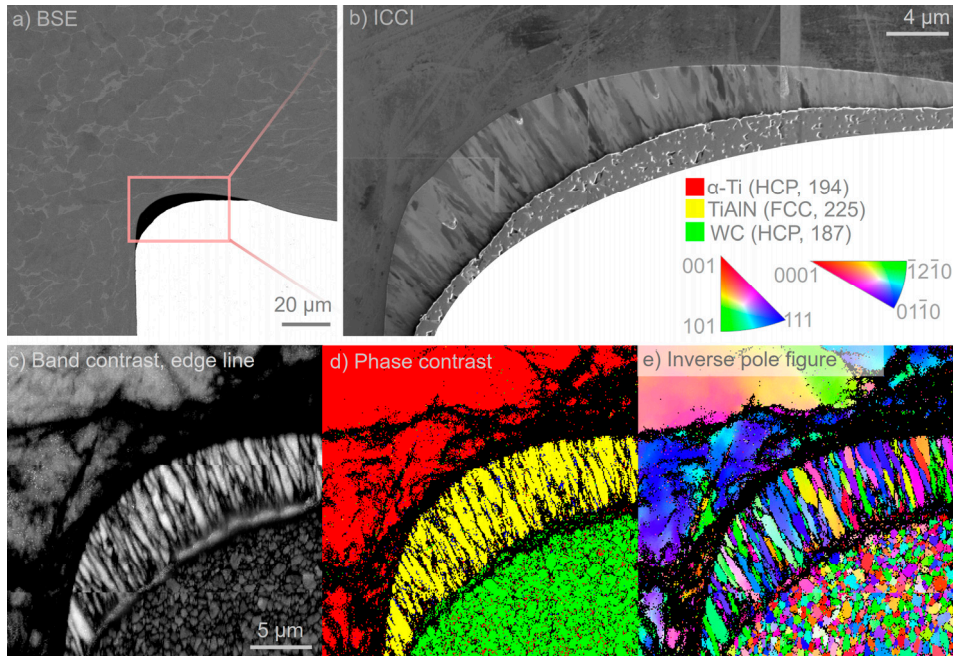 a) BSE
20 µm
b) ICCI
4 µm
α-Ti (HCP, 194)
TiAlN (FCC, 225)
WC (HCP, 187)
001
101
111
0001
1̅21̅0
011̅0
c) Band contrast, edge line
5 µm
d) Phase contrast
e) Inverse pole figure